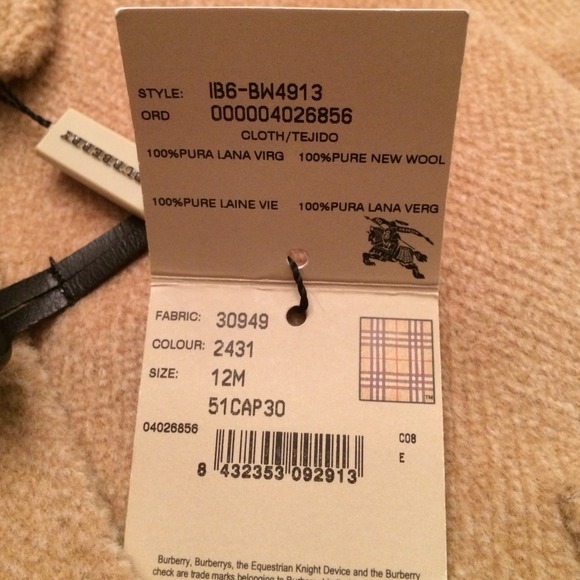 STYLE: IB6-BW4913
ORD 000004026856
CLOTH/TEJIDO
100%PURA LANA VIRG 100%PURE NEW WOOL
100%PURE LAINE VIE 100%PURA LANA VERG
FABRIC: 30949
COLOUR: 2431
SIZE: 12M
51CAP30
04026856
C08
E
TM
8 432353 092913
Burberry, Burberrys, the Equestrian Knight Device and the Burberry
check are trade marks belonging to